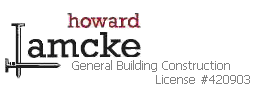 howard
Lamcke
General Building Construction
License #420903